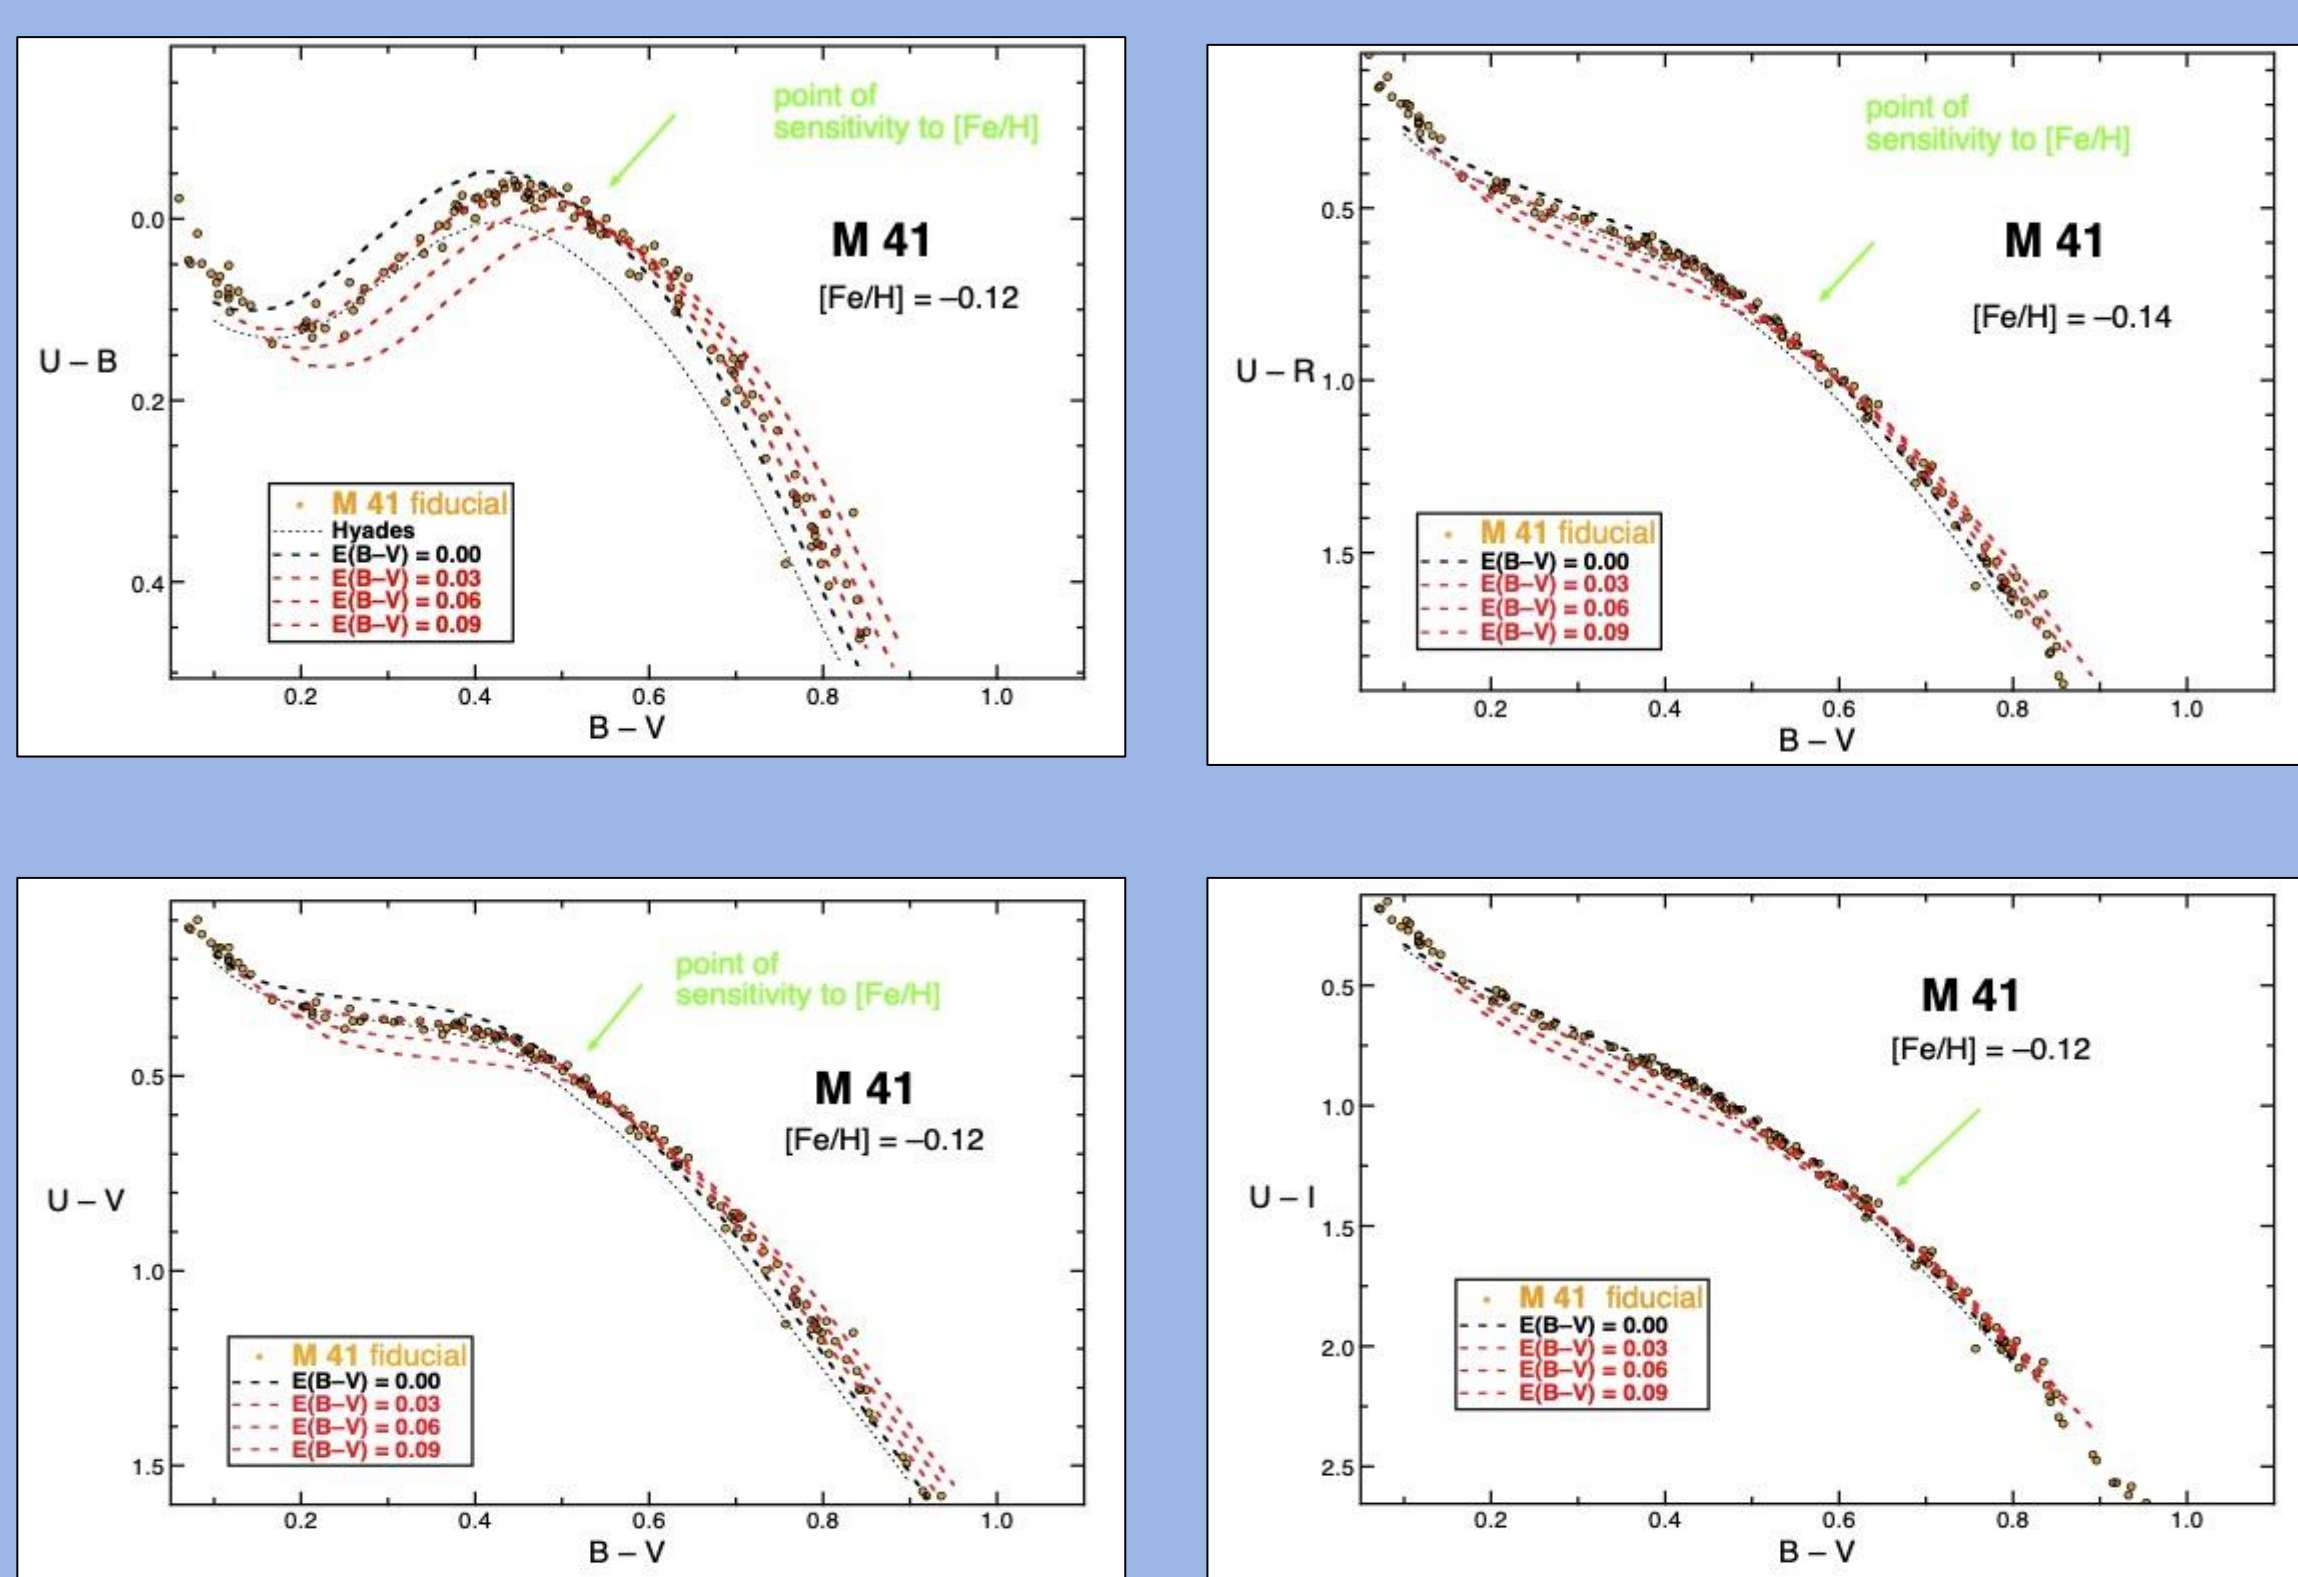 point of
sensitivity to [Fe/H]
M 41
[Fe/H] = –0.12
U – B
0.0
0.2
0.4
M 41 fiducial
Hyades
E(B–V) = 0.00
E(B–V) = 0.03
E(B–V) = 0.06
E(B–V) = 0.09
0.2 0.4 0.6 0.8 1.0
B – V
point of
sensitivity to [Fe/H]
M 41
[Fe/H] = –0.14
U – R
0.5
1.0
1.5
M 41 fiducial
E(B–V) = 0.00
E(B–V) = 0.03
E(B–V) = 0.06
E(B–V) = 0.09
0.2 0.4 0.6 0.8 1.0
B – V
point of
sensitivity to [Fe/H]
M 41
[Fe/H] = –0.12
U – V
0.5
1.0
1.5
M 41 fiducial
E(B–V) = 0.00
E(B–V) = 0.03
E(B–V) = 0.06
E(B–V) = 0.09
0.2 0.4 0.6 0.8 1.0
B – V
M 41
[Fe/H] = –0.12
U – I
0.5
1.0
1.5
2.0
2.5
M 41 fiducial
E(B–V) = 0.00
E(B–V) = 0.03
E(B–V) = 0.06
E(B–V) = 0.09
0.2 0.4 0.6 0.8 1.0
B – V